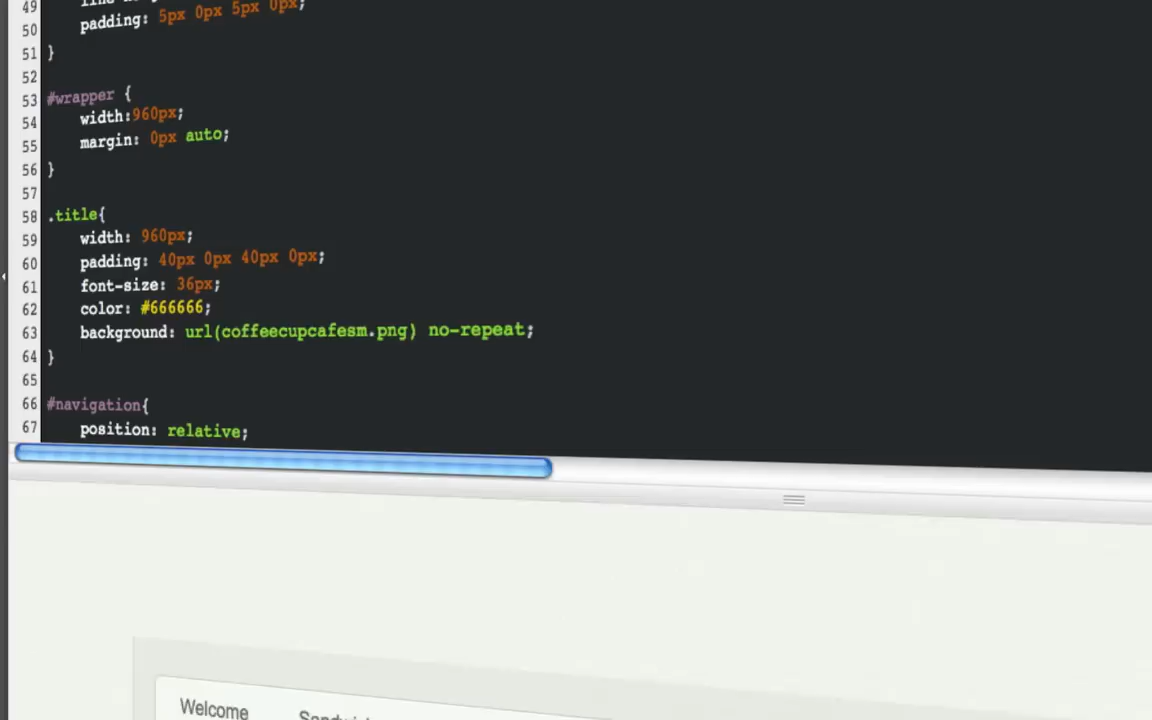 49
50 padding: 5px 0px 5px 0px;
51 }
52
53 #wrapper {
54 width:960px;
55 margin: 0px auto;
56 }
57
58 .title{
59 width: 960px;
60 padding: 40px 0px 40px 0px;
61 font-size: 36px;
62 color: #666666;
63 background: url(coffeecupcafesm.png) no-repeat;
64 }
65
66 #navigation{
67 position: relative;
Welcome